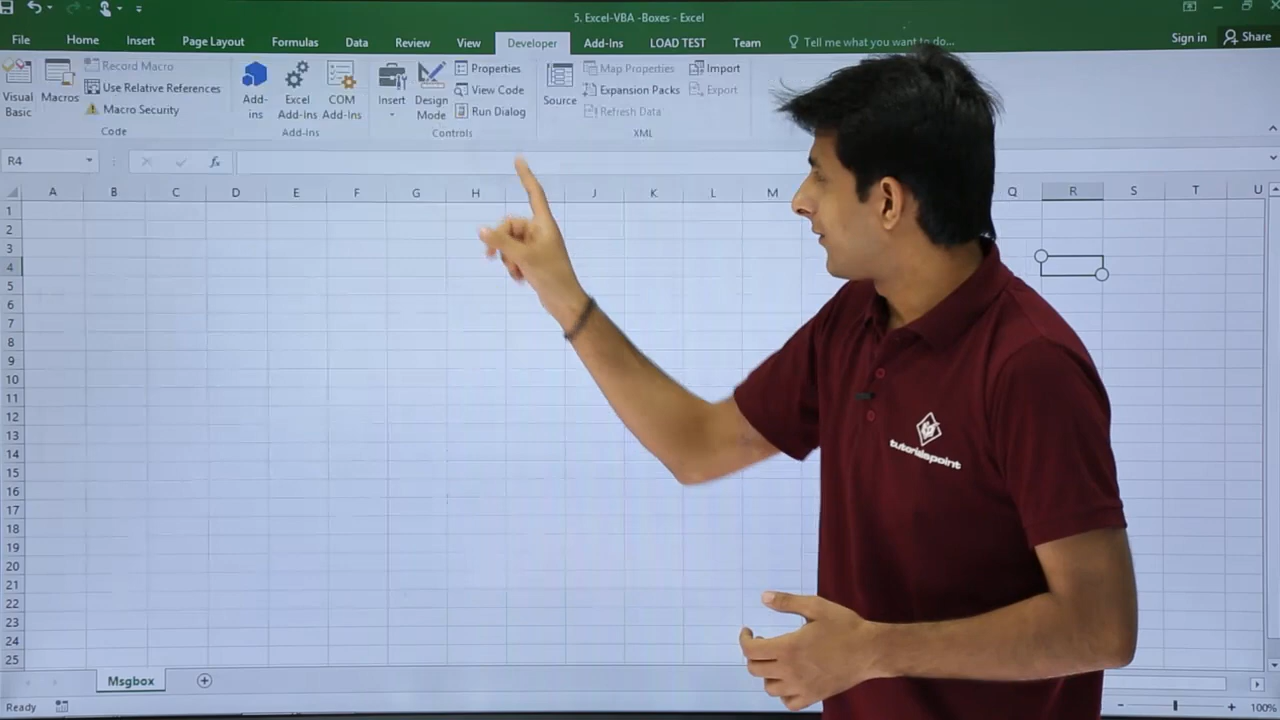 5. Excel-VBA -Boxes - Excel
File Home Insert Page Layout Formulas Data Review View Developer Add-Ins LOAD TEST Team Tell me what you want to do... Sign in Share
Visual Basic
Macros
Record Macro
Use Relative References
Macro Security
Code
Add-ins
Excel Add-Ins
COM Add-Ins
Add-Ins
Insert
Design Mode
Properties
View Code
Run Dialog
Controls
Source
Map Properties
Expansion Packs
Refresh Data
Import
Export
XML
R4
fx
A B C D E F G H J K L M Q R S T U
1
2
3
4
5
6
7
8
9
10
11
12
13
14
15
16
17
18
19
20
21
22
23
24
25
tutorialspoint
Msgbox
Ready
100%